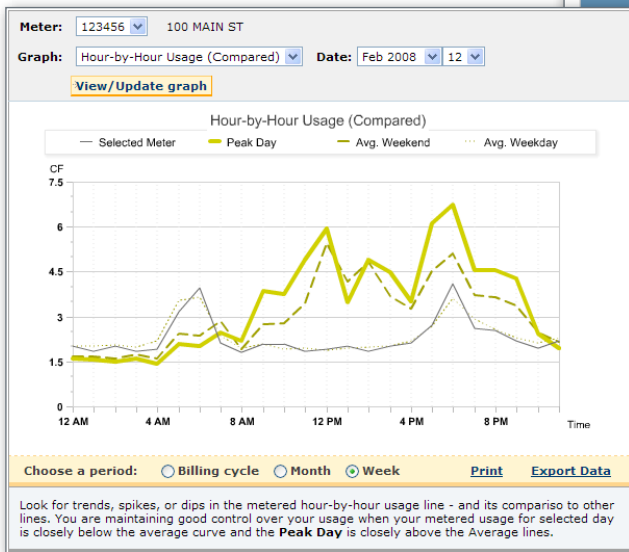 Meter: 123456 100 MAIN ST
Graph: Hour-by-Hour Usage (Compared) Date: Feb 2008 12
View/Update graph
Hour-by-Hour Usage (Compared)
Selected Meter Peak Day Avg. Weekend Avg. Weekday
CF
7.5
6
4.5
3
1.5
0
12 AM 4 AM 8 AM 12 PM 4 PM 8 PM Time
Choose a period: Billing cycle Month Week Print Export Data
Look for trends, spikes, or dips in the metered hour-by-hour usage line - and its compariso to other
lines. You are maintaining good control over your usage when your metered usage for selected day
is closely below the average curve and the Peak Day is closely above the Average lines.